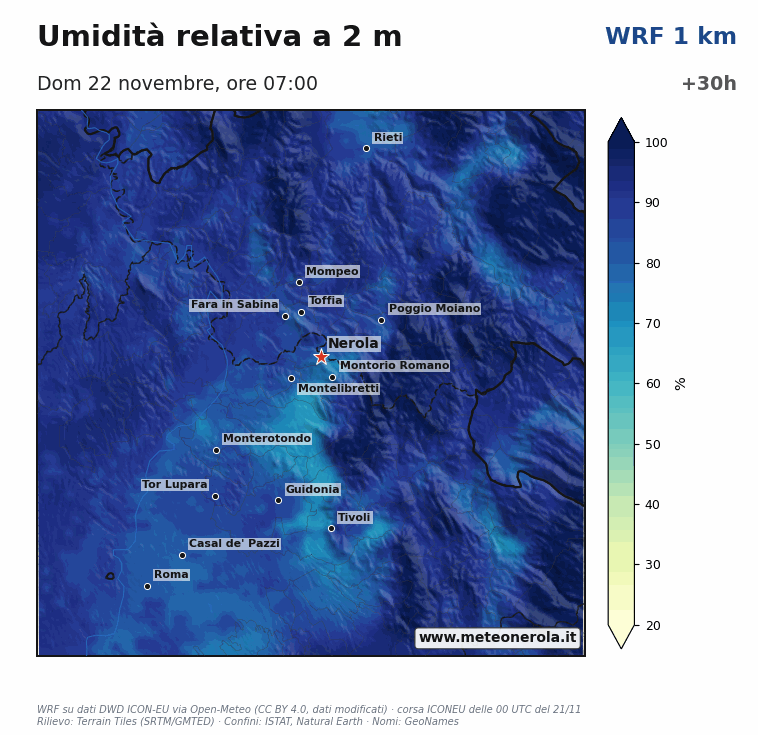 Umidità relativa a 2 m
WRF 1 km
Dom 22 novembre, ore 07:00
+30h
Rieti
Mompeo
Toffia
Fara in Sabina
Poggio Moiano
Nerola
Montorio Romano
Montelibretti
Monterotondo
Tor Lupara
Guidonia
Tivoli
Casal de' Pazzi
Roma
www.meteonerola.it
100
90
80
70
60
50
40
30
20
%
WRF su dati DWD ICON-EU via Open-Meteo (CC BY 4.0, dati modificati) · corsa ICONEU delle 00 UTC del 21/11
Rilievo: Terrain Tiles (SRTM/GMTED) · Confini: ISTAT, Natural Earth · Nomi: GeoNames